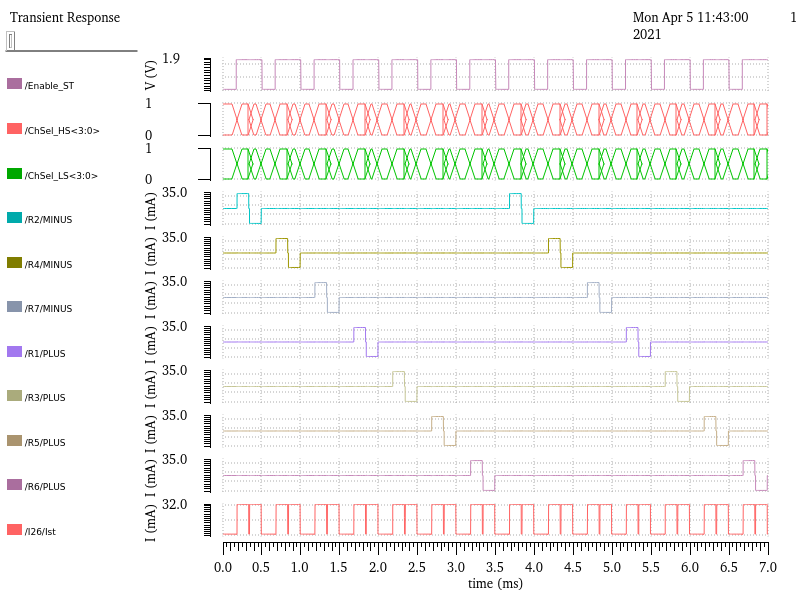 Transient Response
Mon Apr 5 11:43:00 1
2021
/Enable_ST
V (V)
1.9
/ChSel_HS<3:0>
1
0
/ChSel_LS<3:0>
1
0
/R2/MINUS
I (mA)
35.0
/R4/MINUS
I (mA)
35.0
/R7/MINUS
I (mA)
35.0
/R1/PLUS
I (mA)
35.0
/R3/PLUS
I (mA)
35.0
/R5/PLUS
I (mA)
35.0
/R6/PLUS
I (mA)
35.0
/I26/Ist
I (mA)
32.0
0.0 0.5 1.0 1.5 2.0 2.5 3.0 3.5 4.0 4.5 5.0 5.5 6.0 6.5 7.0
time (ms)